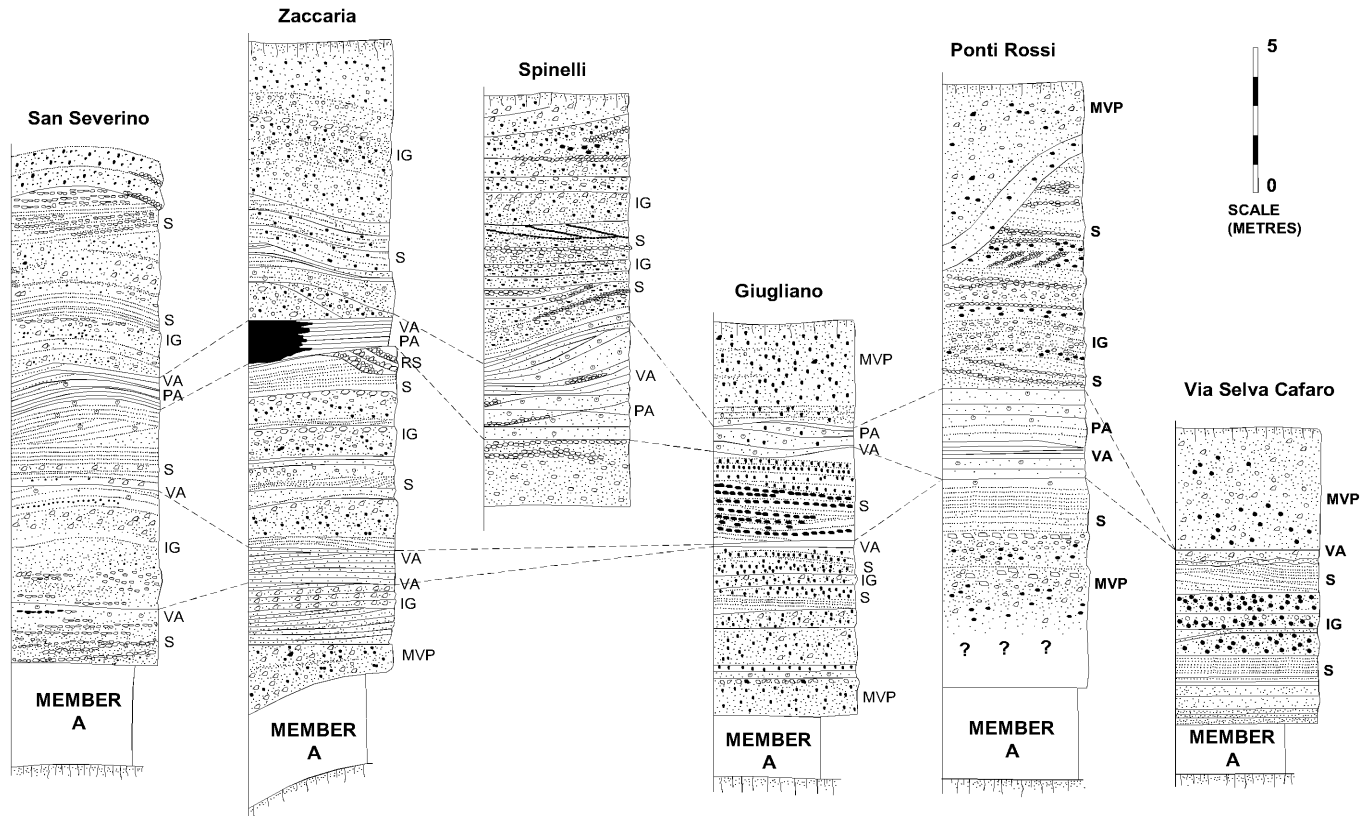 San Severino
S
S
IG
VA
PA
S
VA
IG
VA
S
MEMBER
A
Zaccaria
IG
S
VA
PA
RS
S
IG
S
VA
VA
IG
MVP
MEMBER
A
Spinelli
IG
S
IG
S
VA
PA
Giugliano
MVP
PA
VA
S
VA
S
IG
S
MVP
MEMBER
A
Ponti Rossi
MVP
S
IG
S
PA
VA
S
MVP
? ? ?
MEMBER
A
Via Selva Cafaro
MVP
VA
S
IG
S
MEMBER
A
5
0
SCALE
(METRES)